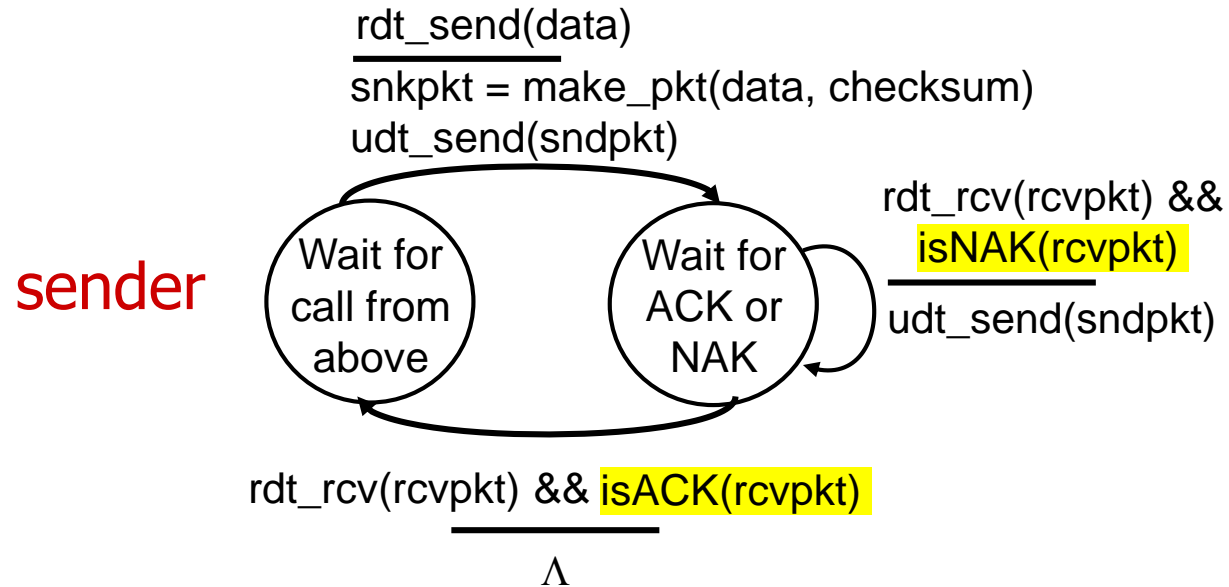 rdt_send(data)
snkpkt = make_pkt(data, checksum)
udt_send(sndpkt)
sender
Wait for
call from
above
Wait for
ACK or
NAK
rdt_rcv(rcvpkt) &&
isNAK(rcvpkt)
udt_send(sndpkt)
rdt_rcv(rcvpkt) && isACK(rcvpkt)
Λ